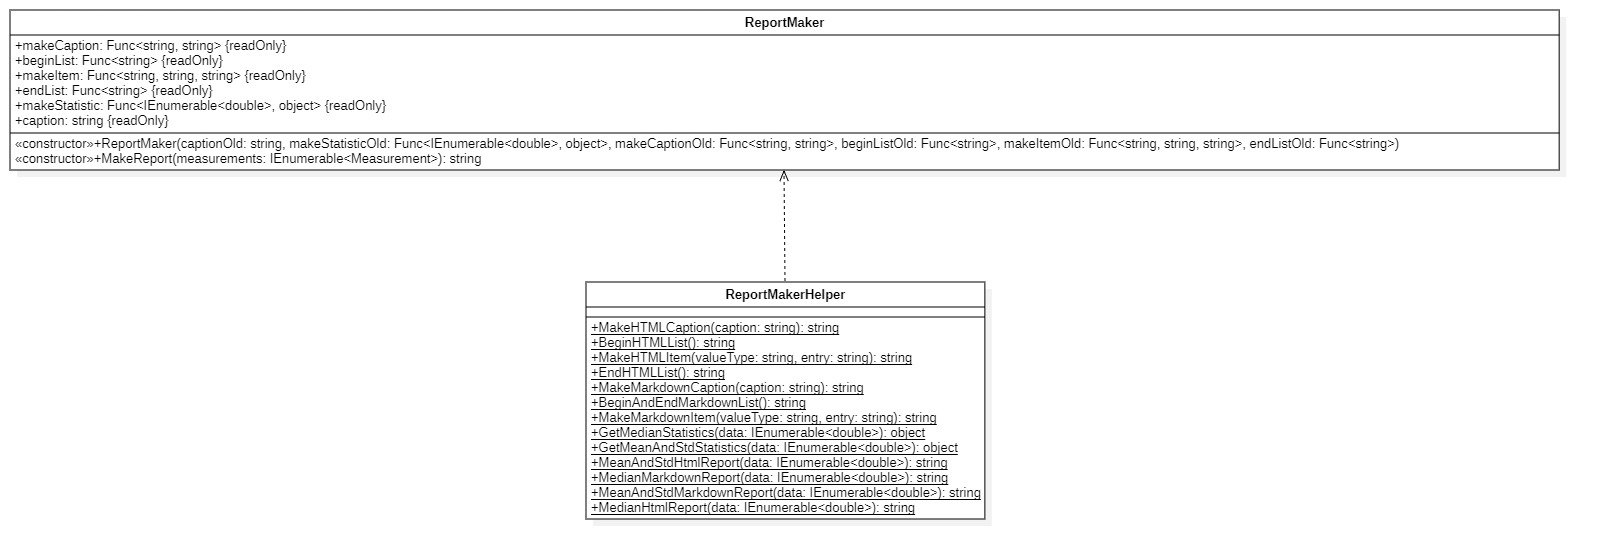 ReportMaker
+makeCaption: Func<string, string> {readOnly}
+beginList: Func<string> {readOnly}
+makeItem: Func<string, string, string> {readOnly}
+endList: Func<string> {readOnly}
+makeStatistic: Func<IEnumerable<double>, object> {readOnly}
+caption: string {readOnly}
«constructor»+ReportMaker(captionOld: string, makeStatisticOld: Func<IEnumerable<double>, object>, makeCaptionOld: Func<string, string>, beginListOld: Func<string>, makeItemOld: Func<string, string, string>, endListOld: Func<string>)
«constructor»+MakeReport(measurements: IEnumerable<Measurement>): string
ReportMakerHelper
+MakeHTMLCaption(caption: string): string
+BeginHTMLList(): string
+MakeHTMLItem(valueType: string, entry: string): string
+EndHTMLList(): string
+MakeMarkdownCaption(caption: string): string
+BeginAndEndMarkdownList(): string
+MakeMarkdownItem(valueType: string, entry: string): string
+GetMedianStatistics(data: IEnumerable<double>): object
+GetMeanAndStdStatistics(data: IEnumerable<double>): object
+MeanAndStdHtmlReport(data: IEnumerable<double>): string
+MedianMarkdownReport(data: IEnumerable<double>): string
+MeanAndStdMarkdownReport(data: IEnumerable<double>): string
+MedianHtmlReport(data: IEnumerable<double>): string